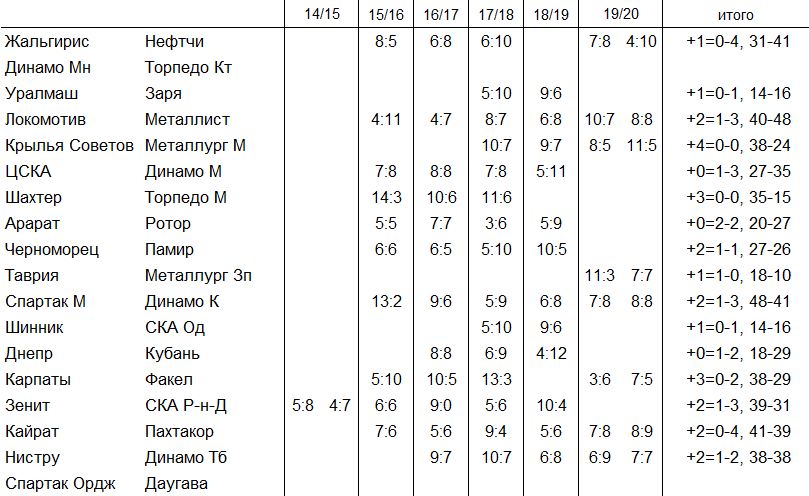 14/15 15/16 16/17 17/18 18/19 19/20 итого
Жальгирис Нефтчи 8:5 6:8 6:10 7:8 4:10 +1=0-4, 31-41
Динамо Мн Торпедо Кт
Уралмаш Заря 5:10 9:6 +1=0-1, 14-16
Локомотив Металлист 4:11 4:7 8:7 6:8 10:7 8:8 +2=1-3, 40-48
Крылья Советов Металлург М 10:7 9:7 8:5 11:5 +4=0-0, 38-24
ЦСКА Динамо М 7:8 8:8 7:8 5:11 +0=1-3, 27-35
Шахтер Торпедо М 14:3 10:6 11:6 +3=0-0, 35-15
Арарат Ротор 5:5 7:7 3:6 5:9 +0=2-2, 20-27
Черноморец Памир 6:6 6:5 5:10 10:5 +2=1-1, 27-26
Таврия Металлург Зп 11:3 7:7 +1=1-0, 18-10
Спартак М Динамо К 13:2 9:6 5:9 6:8 7:8 8:8 +2=1-3, 48-41
Шинник СКА Од 5:10 9:6 +1=0-1, 14-16
Днепр Кубань 8:8 6:9 4:12 +0=1-2, 18-29
Карпаты Факел 5:10 10:5 13:3 3:6 7:5 +3=0-2, 38-29
Зенит СКА Р-н-Д 5:8 4:7 6:6 9:0 5:6 10:4 +2=1-3, 39-31
Кайрат Пахтакор 7:6 5:6 9:4 5:6 7:8 8:9 +2=0-4, 41-39
Нистру Динамо Тб 9:7 10:7 6:8 6:9 7:7 +2=1-2, 38-38
Спартак Ордж Даугава